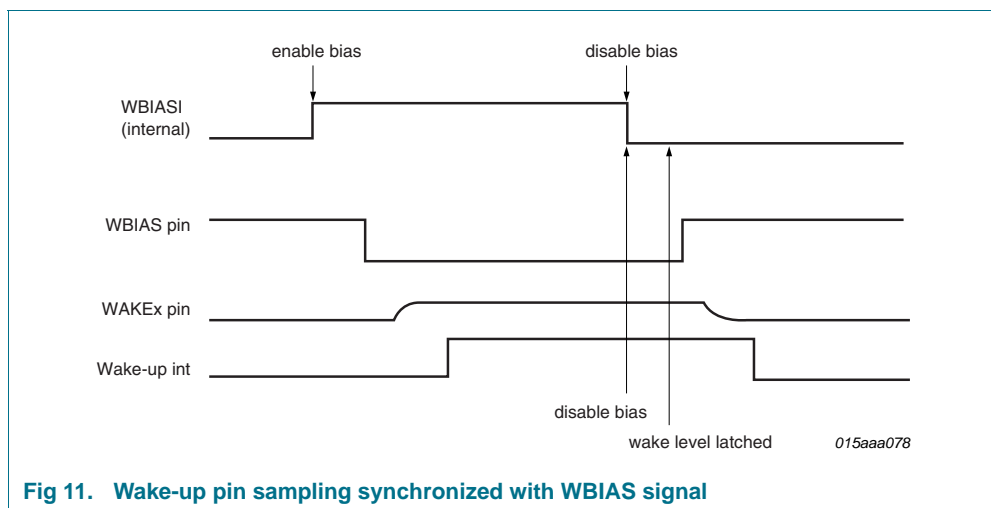 enable bias
disable bias
WBIASI
(internal)
WBIAS pin
WAKEx pin
Wake-up int
disable bias
wake level latched
015aaa078
Fig 11. Wake-up pin sampling synchronized with WBIAS signal